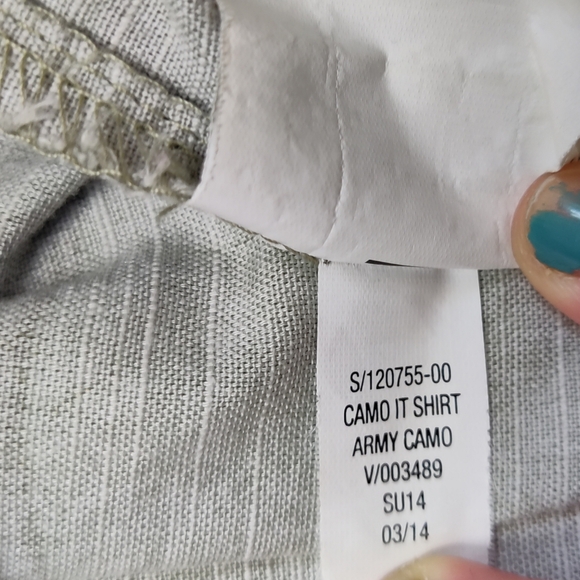 S/120755-00
CAMO IT SHIRT
ARMY CAMO
V/003489
SU14
03/14